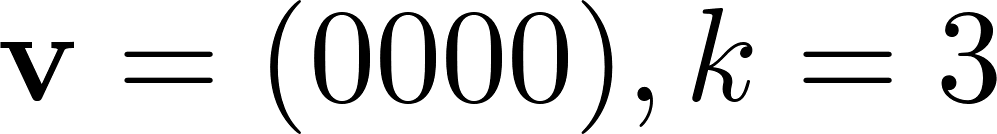 v = (0000), k = 3